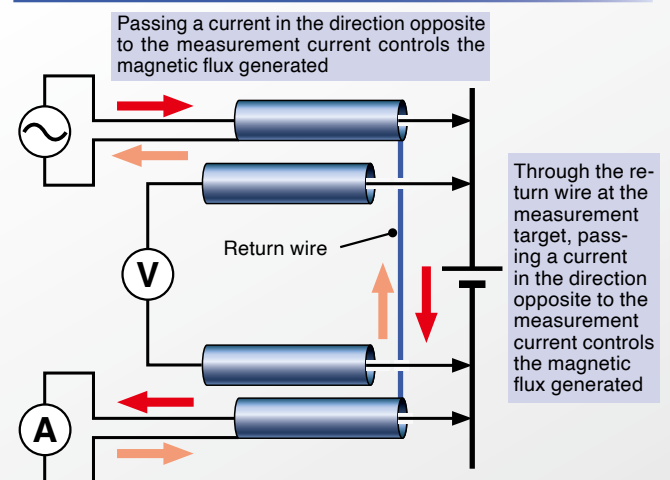 Passing a current in the direction opposite
to the measurement current controls the
magnetic flux generated
Through the re-
turn wire at the
measurement
target, pass-
ing a current
in the direction
opposite to the
measurement
current controls
the magnetic
flux generated
Return wire
V
A